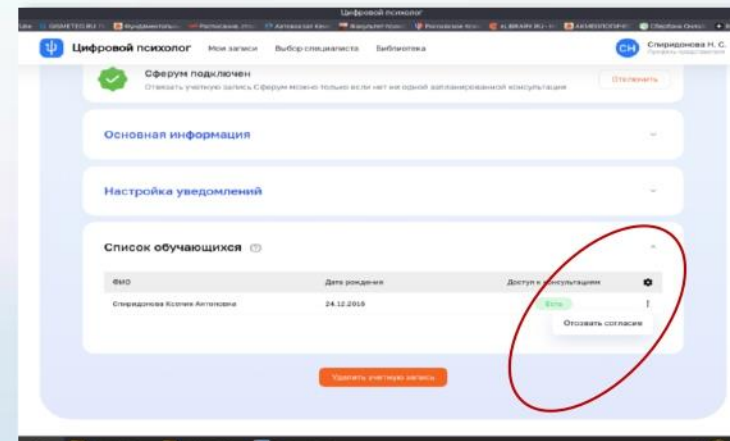 Цифровой психолог
Цифровой психолог Мои записи Выбор специалиста Библиотека СН Спиридонова Н. С.
Сферум подключен
Отвязать учетную запись Сферум можно только если нет ни одной запланированной консультации
Отключить
Основная информация
Настройка уведомлений
Список обучающихся
ФИО Дата рождения Доступ к консультациям
Спиридонова Ксения Антоновна 24.12.2016 Есть
Отозвать согласие
Удалить учетную запись